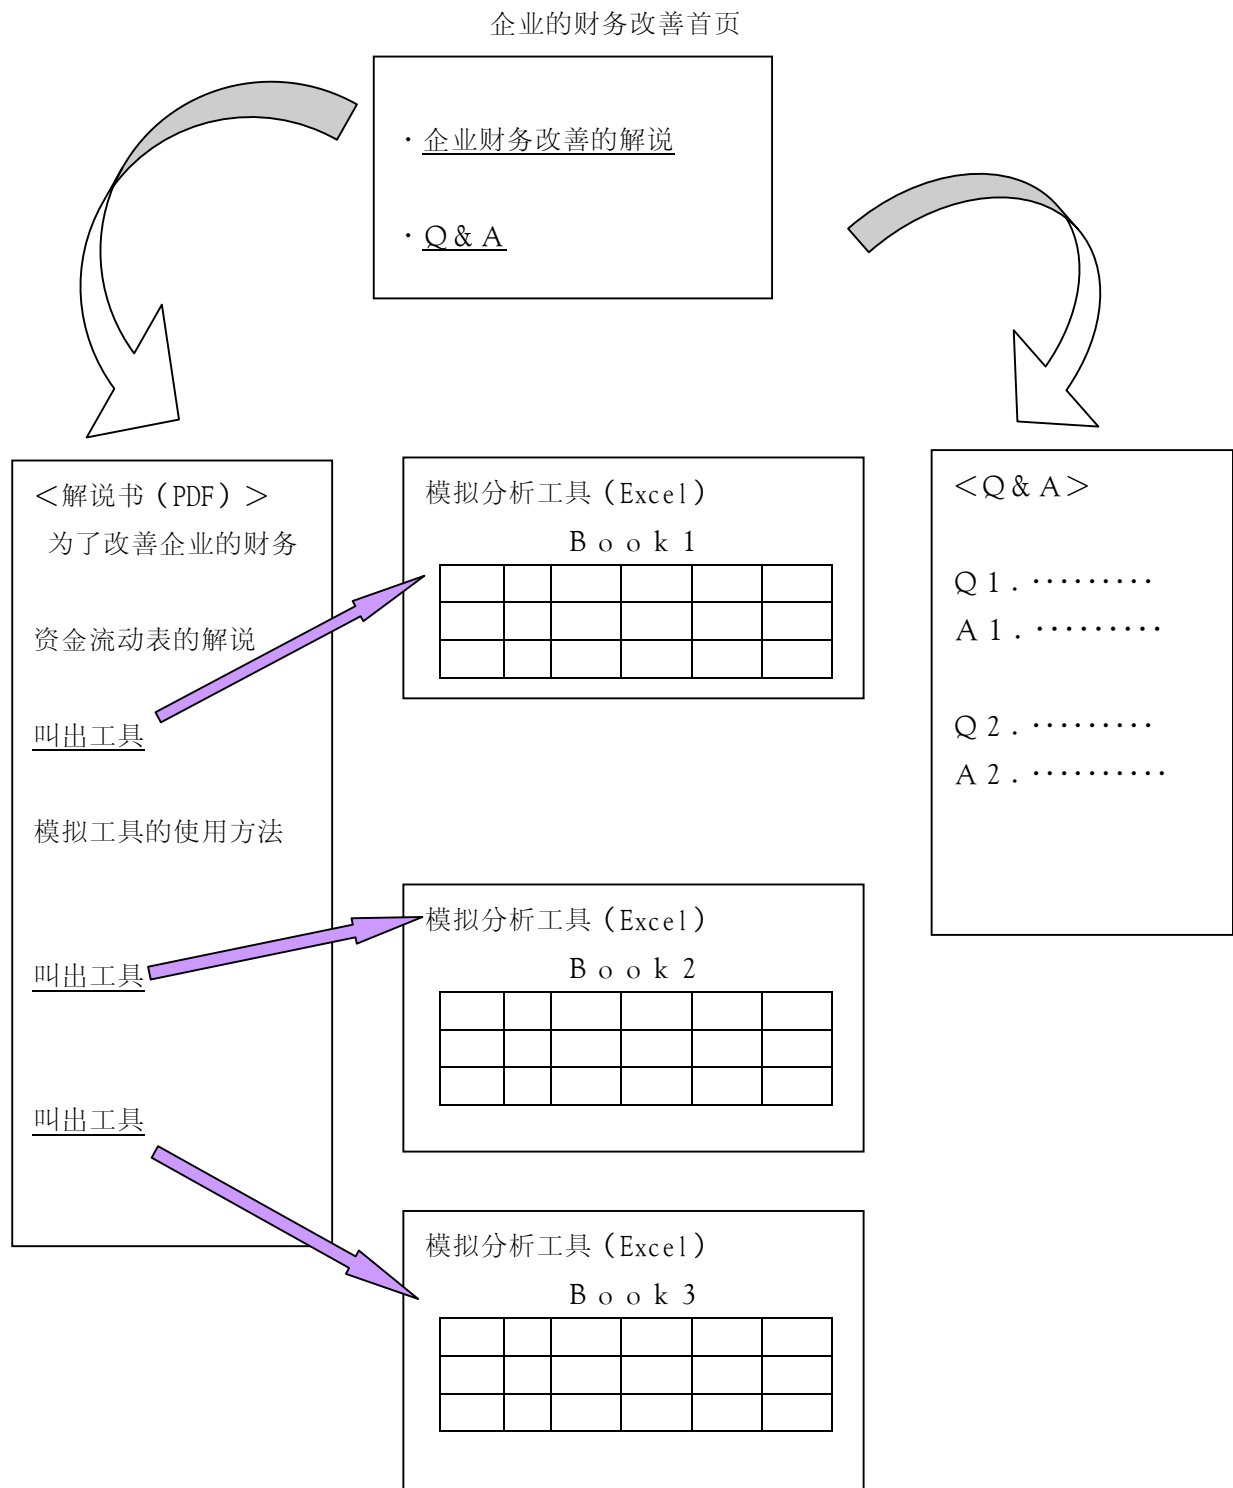 企业的财务改善首页
・企业财务改善的解说
・Q&A
＜解说书（PDF）＞
为了改善企业的财务
资金流动表的解说
叫出工具
模拟工具的使用方法
叫出工具
叫出工具
模拟分析工具（Excel）
Book1
模拟分析工具（Excel）
Book2
模拟分析工具（Excel）
Book3
＜Q&A＞
Q1．･････････
A1．･････････
Q2．･････････
A2．･･････････